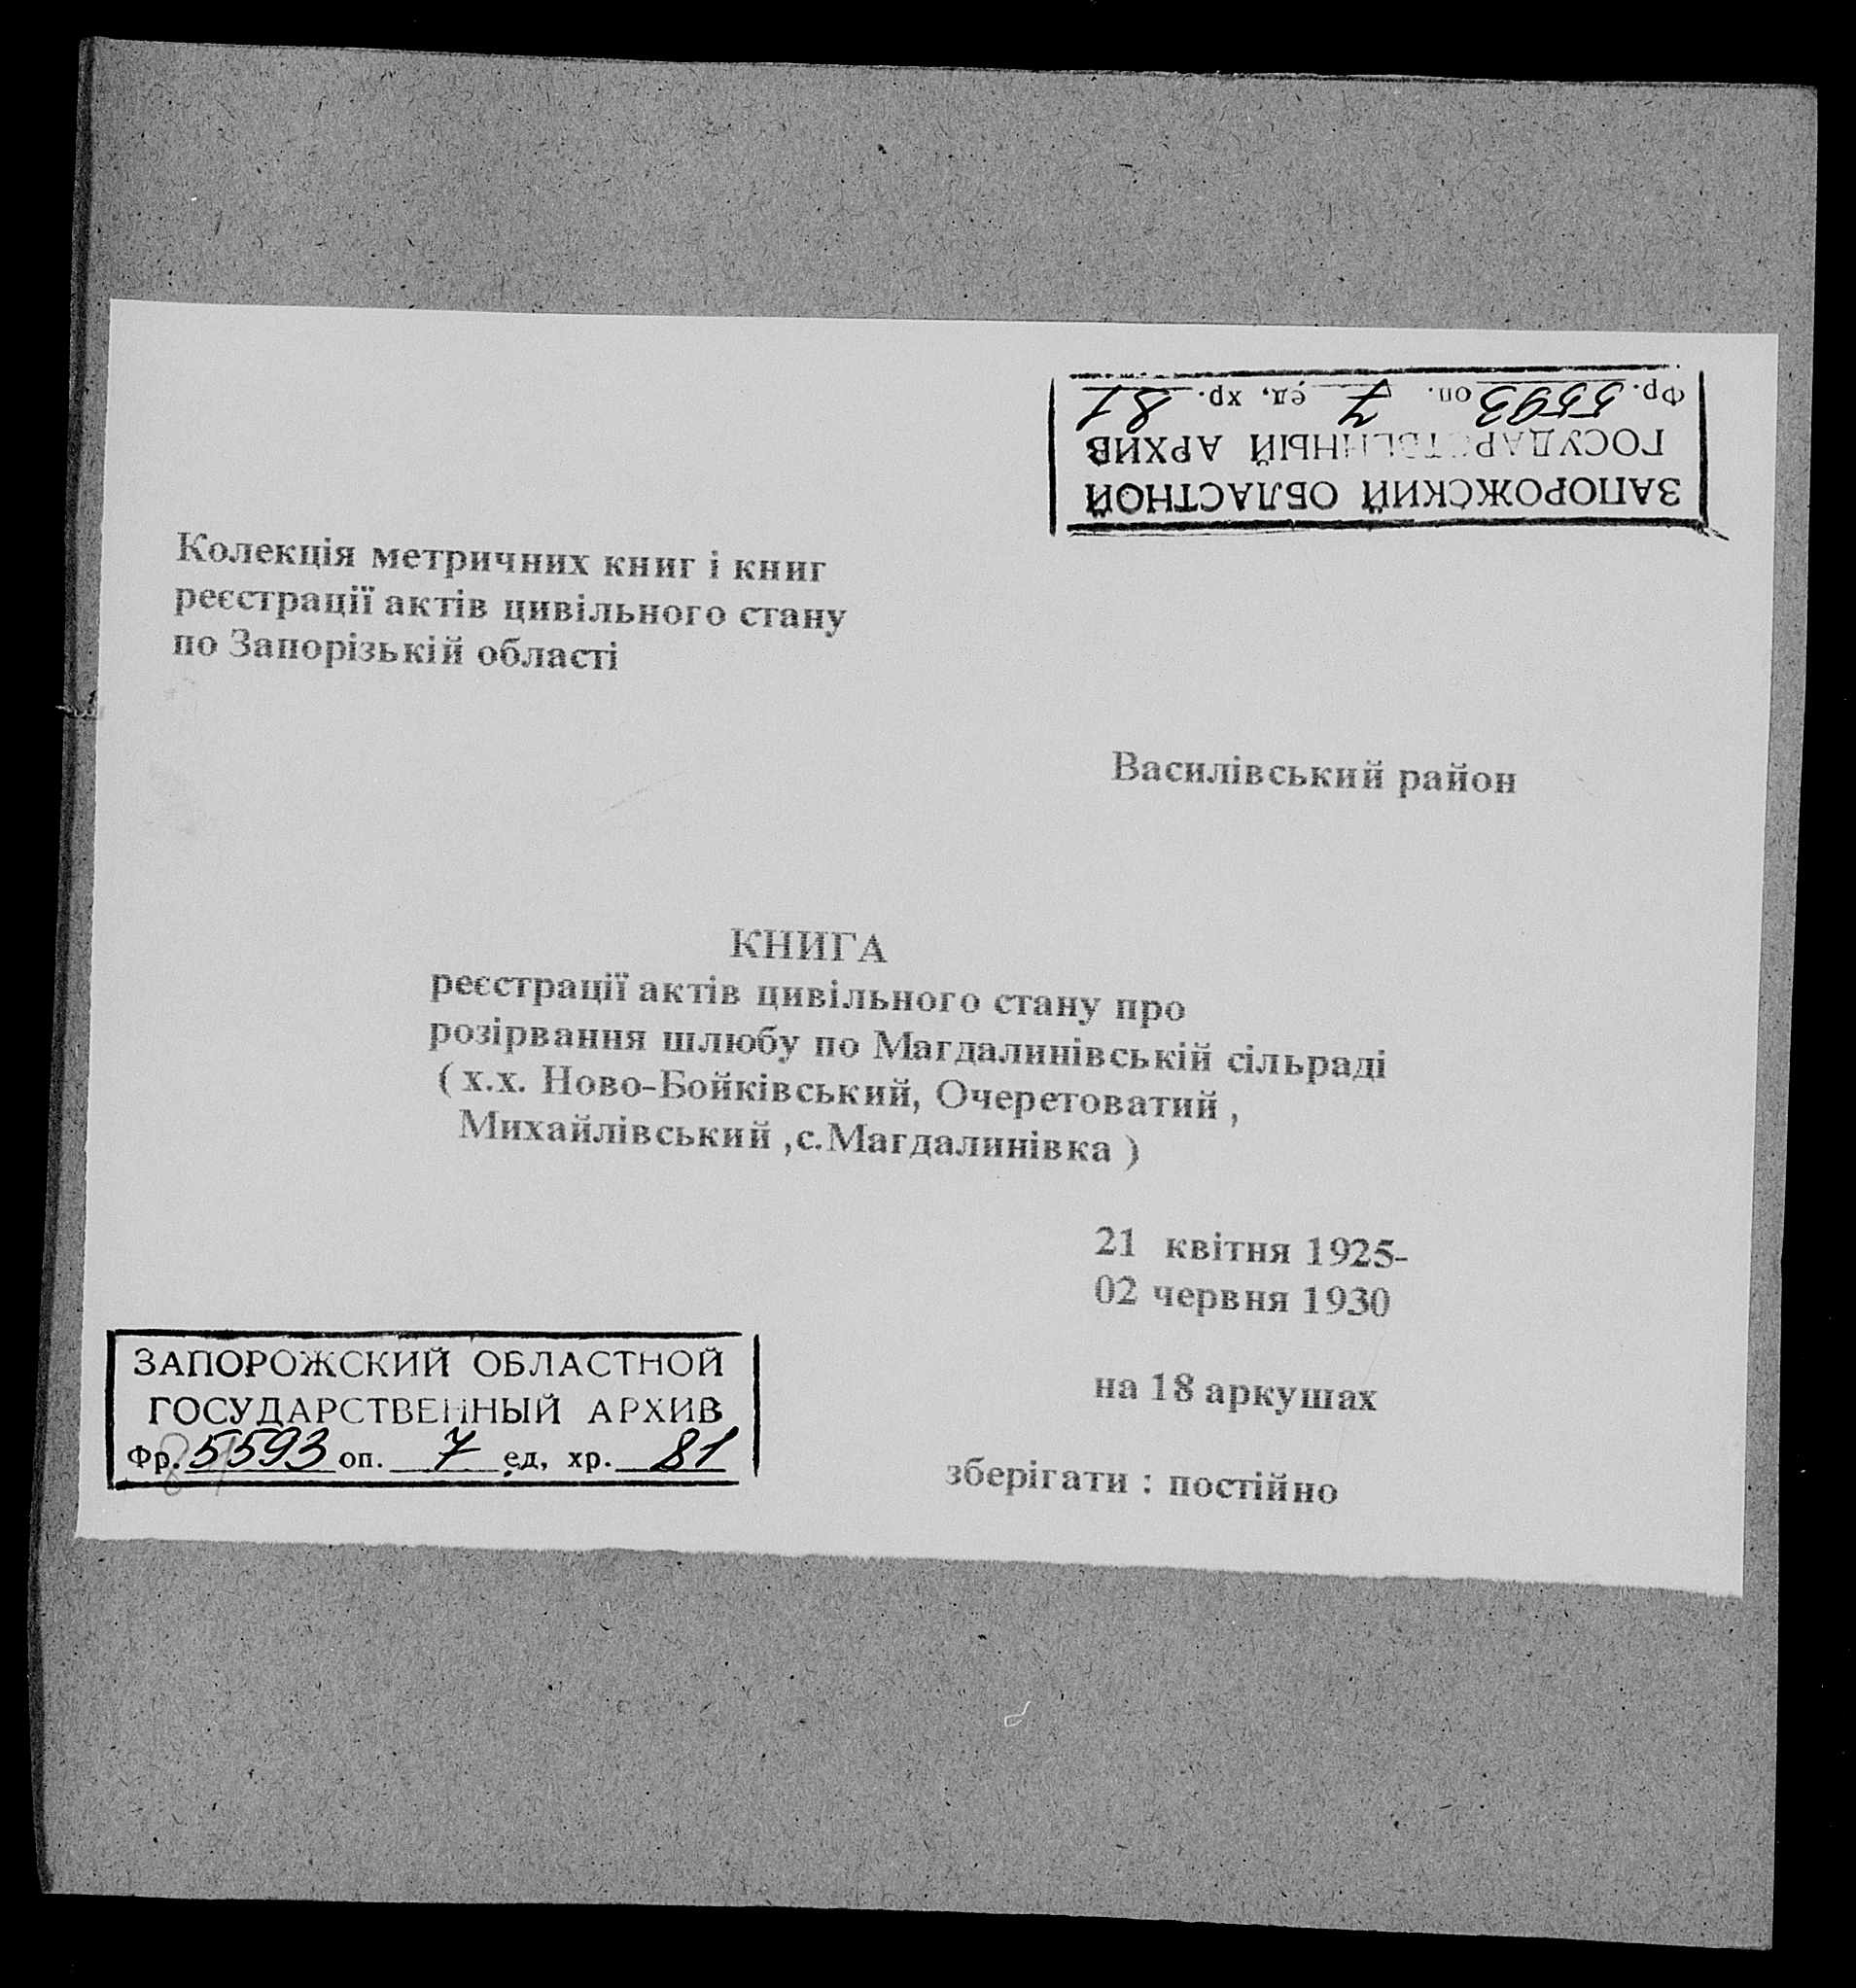 ЗАПОРОЖСКИЙ ОБЛАСТНОЙ
ГОСУДАРСТВЕННЫЙ АРХИВ
Фр. 5593 оп. 7 ед, хр. 81
Колекція метричних книг і книг
реєстрації актів цивільного стану
по Запорізькій області
Василівський район
КНИГА
реєстрації актів цивільного стану про
розірвання шлюбу по Магдалинівській сільраді
( х.х. Ново-Бойківський, Очеретоватий ,
Михайлівський ,с.Магдалинівка )
21 квітня 1925-
02 червня 1930
на 18 аркушах
зберігати : постійно
ЗАПОРОЖСКИЙ ОБЛАСТНОЙ
ГОСУДАРСТВЕННЫЙ АРХИВ
Фр. 5593 оп. 7 ед, хр. 81